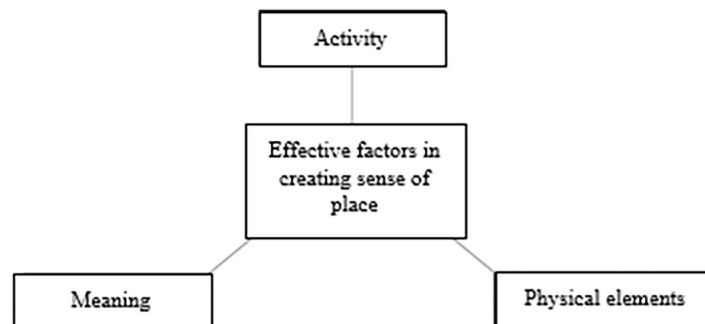 Activity
Effective factors in
creating sense of
place
Meaning
Physical elements